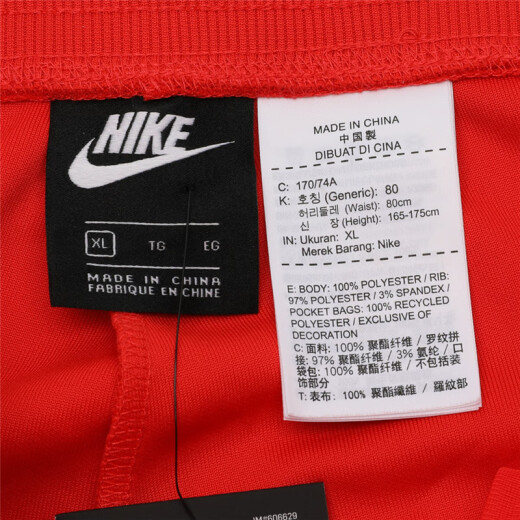 NIKE
XL TG EG
MADE IN CHINA
FABRIQUE EN CHINE
MADE IN CHINA
中国製
DIBUAT DI CINA
C: 170/74A
K: 호칭 (Generic): 80
허리둘레 (Waist): 80cm
신 장 (Height): 165-175cm
IN: Ukuran: XL
Merek Barang: Nike
E: BODY: 100% POLYESTER / RIB:
97% POLYESTER / 3% SPANDEX /
POCKET BAGS: 100% RECYCLED
POLYESTER / EXCLUSIVE OF
DECORATION
C: 面料: 100% 聚酯纤维 / 罗纹拼
接: 97% 聚酯纤维 / 3% 氨纶 / 口
袋包: 100% 聚酯纤维 / 不包括装
饰部分
T: 表布: 100% 聚酯纖維 / 羅紋部
IM#606629